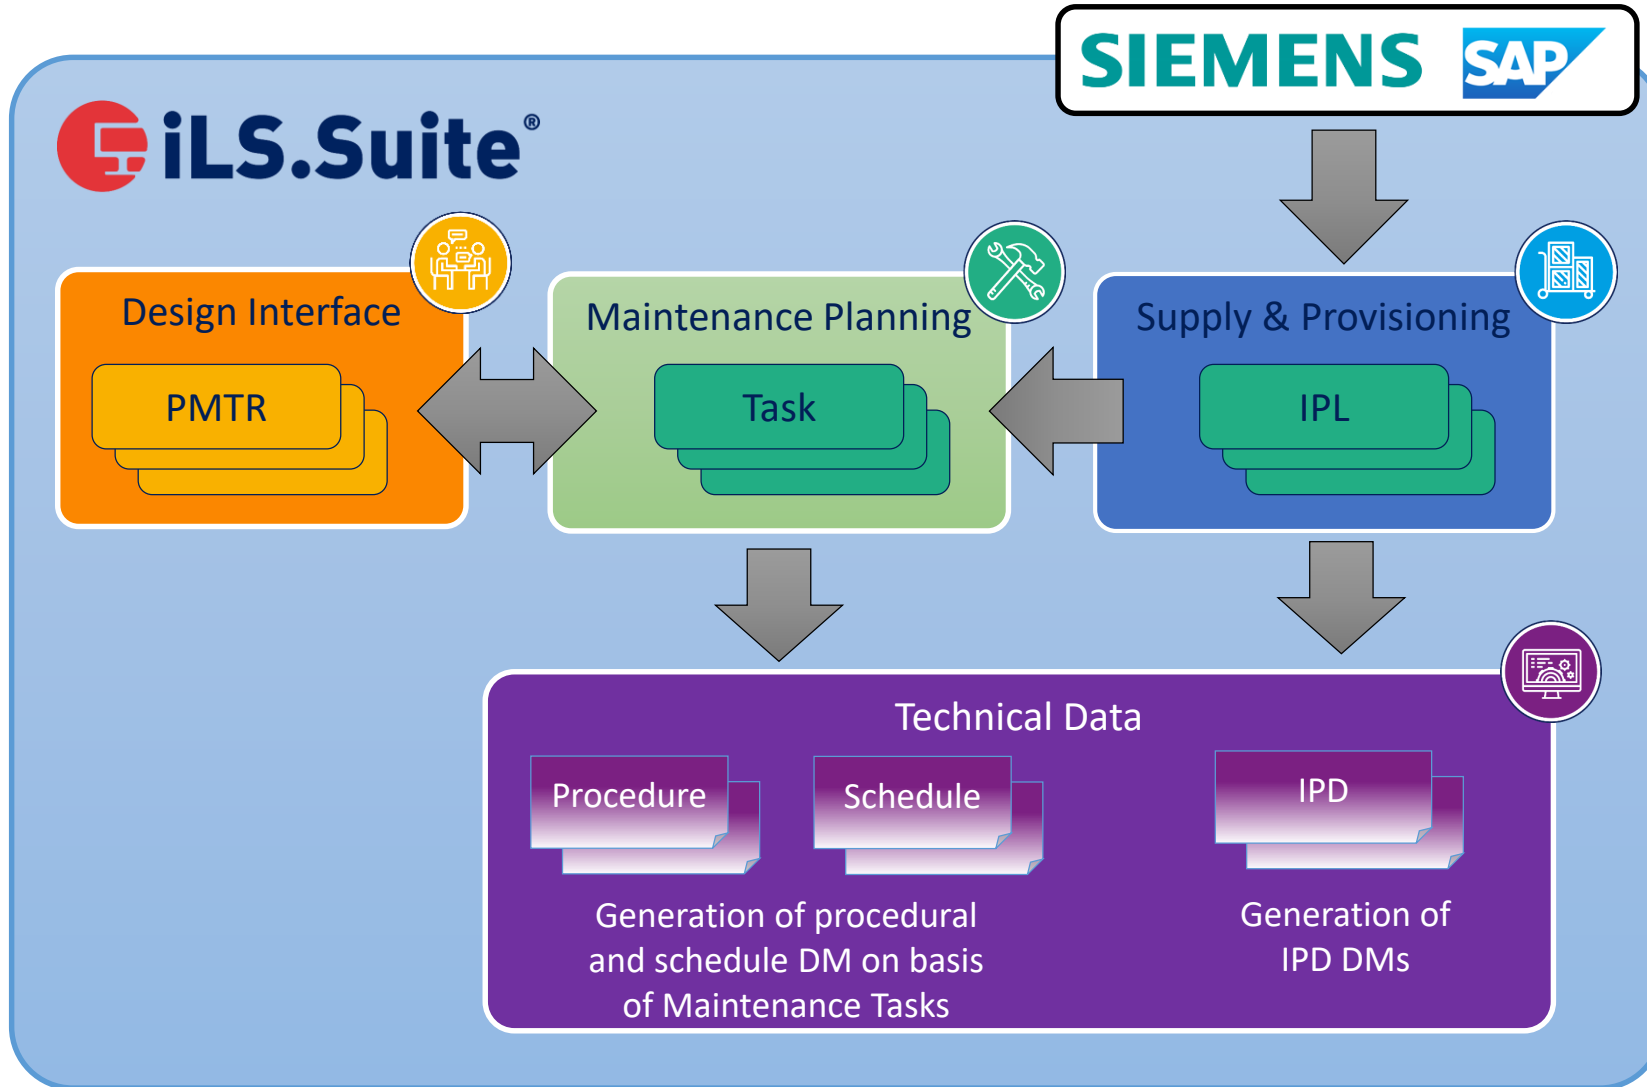 SIEMENS SAP
iLS.Suite®
Design Interface
PMTR
Maintenance Planning
Task
Supply & Provisioning
IPL
Technical Data
Procedure
Schedule
IPD
Generation of procedural
and schedule DM on basis
of Maintenance Tasks
Generation of
IPD DMs